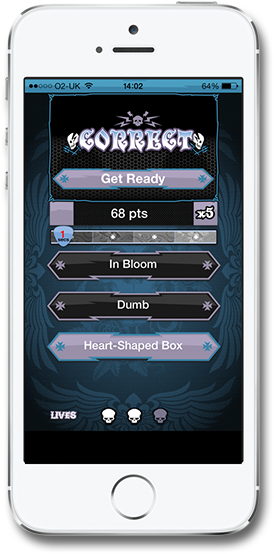 O2-UK 14:02 64%
CORRECT
Get Ready
68 pts x5
1
SECS
In Bloom
Dumb
Heart-Shaped Box
LIVES